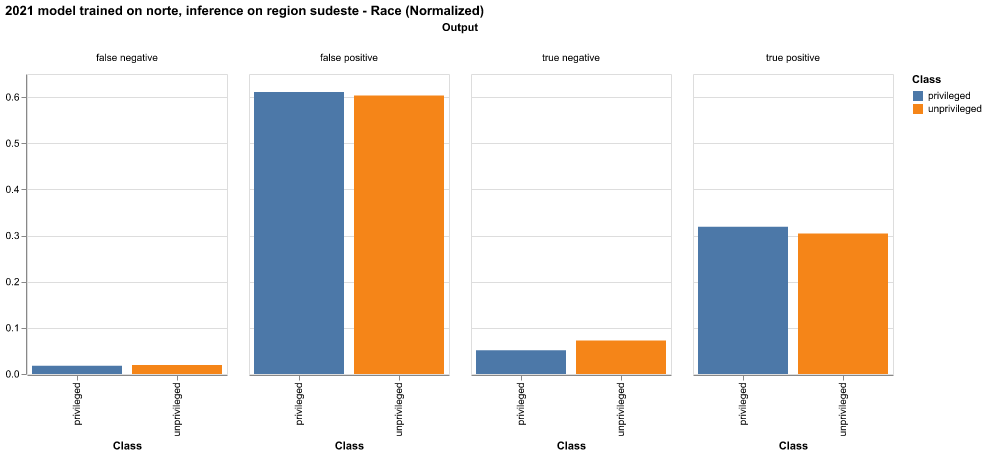 2021 model trained on norte, inference on region sudeste - Race (Normalized)
Output
false negative
false positive
true negative
true positive
Class
privileged
unprivileged
0.6
0.5
0.4
0.3
0.2
0.1
0.0
privileged
unprivileged
privileged
unprivileged
privileged
unprivileged
privileged
unprivileged
Class
Class
Class
Class